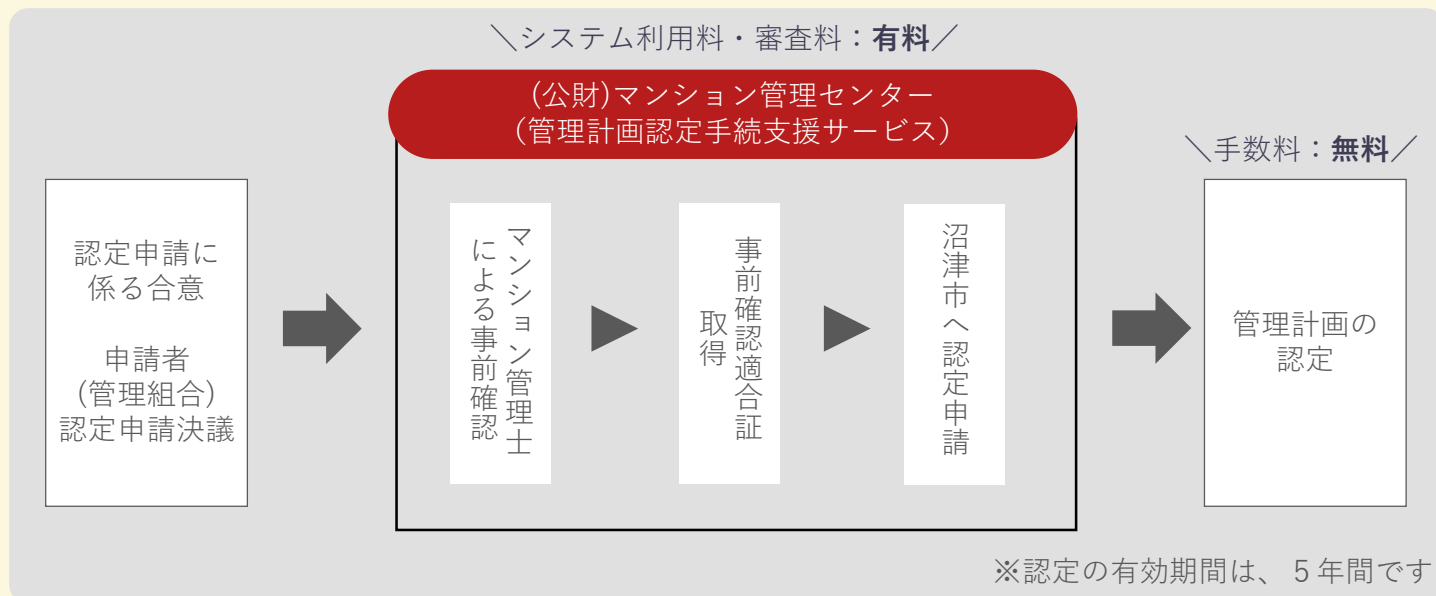 ＼システム利用料・審査料：有料／
(公財)マンション管理センター
（管理計画認定手続支援サービス）
＼手数料：無料／
認定申請に
係る合意
申請者
(管理組合)
認定申請決議
マンション管理士
による事前確認
事前確認適合証
取得
沼津市へ認定申請
管理計画の
認定
※認定の有効期間は、５年間です